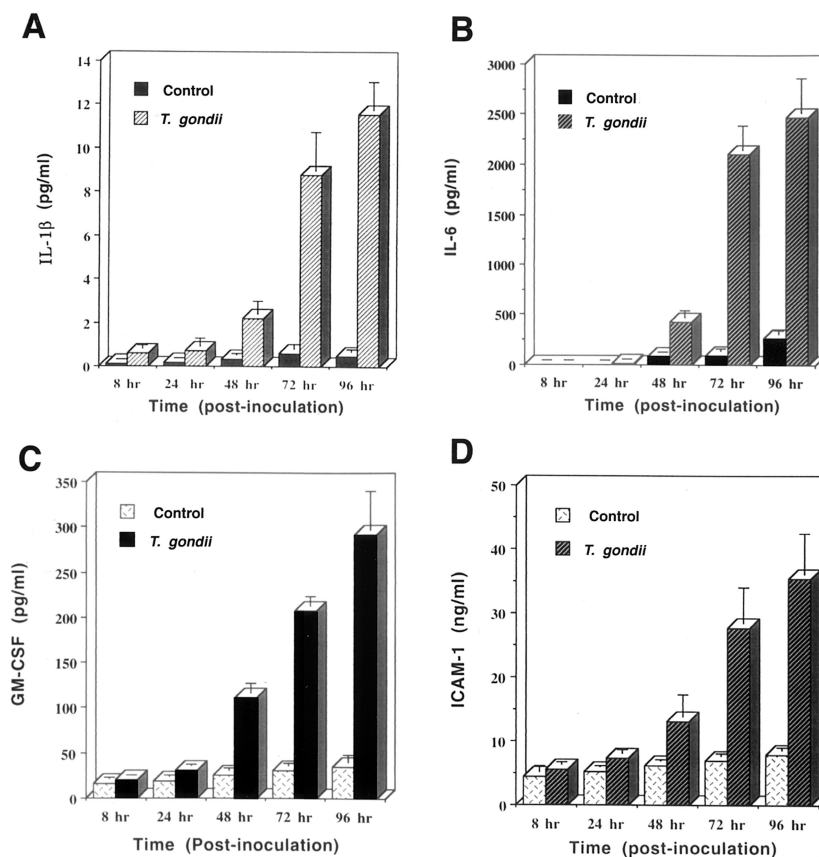 A
14
12
10
8
6
4
2
0
IL-1β (pg/ml)
Control
T. gondii
8 hr 24 hr 48 hr 72 hr 96 hr
Time (post-inoculation)
B
3000
2500
2000
1500
1000
500
0
IL-6 (pg/ml)
Control
T. gondii
8 hr 24 hr 48 hr 72 hr 96 hr
Time (post-inoculation)
C
350
300
250
200
150
100
50
0
GM-CSF (pg/ml)
Control
T. gondii
8 hr 24 hr 48 hr 72 hr 96 hr
Time (Post-inoculation)
D
50
40
30
20
10
0
ICAM-1 (ng/ml)
Control
T. gondii
8 hr 24 hr 48 hr 72 hr 96 hr
Time (post-inoculation)